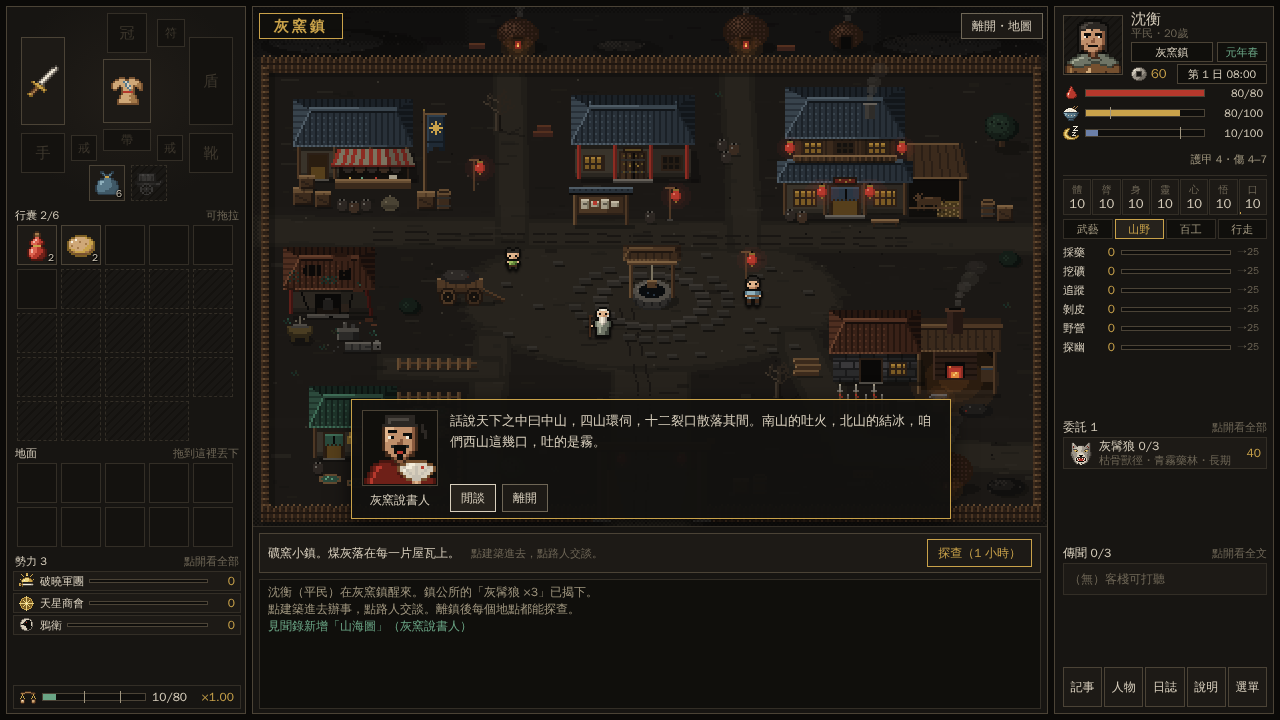 冠
符
盾
手
戒
帶
戒
靴
6
行囊 2/6
可拖拉
2
2
地面
拖到這裡丟下
勢力 3
點開看全部
破曉軍團
0
天星商會
0
鴉衛
0
10/80
×1.00
灰窯鎮
離開・地圖
話說天下之中曰中山，四山環伺，十二裂口散落其間。南山的吐火，北山的結冰，咱
們西山這幾口，吐的是霧。
灰窯說書人
閒談
離開
礦窯小鎮。煤灰落在每一片屋瓦上。
點建築進去，點路人交談。
探查（1 小時）
沈衡（平民）在灰窯鎮醒來。鎮公所的「灰鬐狼 ×3」已揭下。
點建築進去辦事，點路人交談。離鎮後每個地點都能探查。
見聞錄新增「山海圖」（灰窯說書人）
沈衡
平民・20歲
灰窯鎮
元年春
60
第 1 日 08:00
80/80
80/100
10/100
護甲 4・傷 4–7
體
膂
身
靈
心
悟
口
10
10
10
10
10
10
10
武藝
山野
百工
行走
採藥
0
→25
挖礦
0
→25
追蹤
0
→25
剝皮
0
→25
野營
0
→25
探幽
0
→25
委託 1
點開看全部
灰鬐狼 0/3
枯骨獸徑・青霧藥林・長期
40
傳聞 0/3
點開看全文
（無）客棧可打聽
記事
人物
日誌
說明
選單